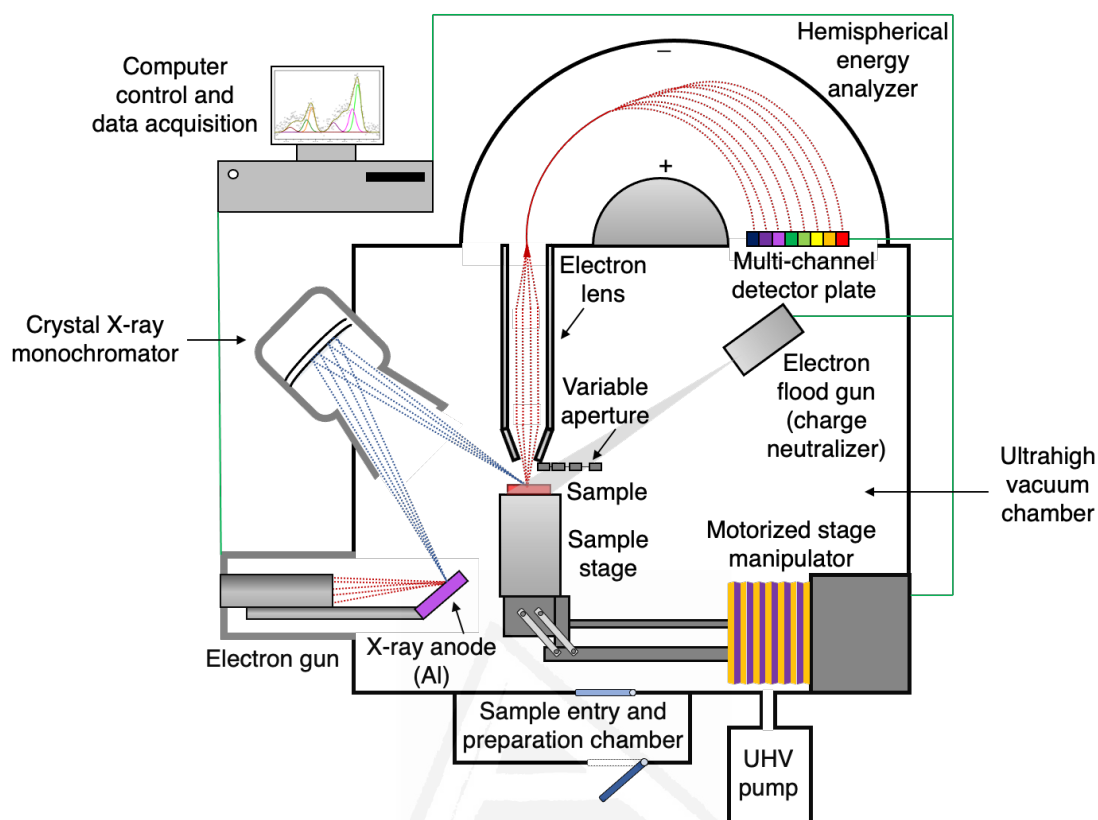 Hemispherical
energy
analyzer
Computer
control and
data acquisition
−
+
Multi-channel
detector plate
Electron
lens
Crystal X-ray
monochromator
Electron
flood gun
(charge
neutralizer)
Variable
aperture
Ultrahigh
vacuum
chamber
Sample
Sample
stage
Motorized stage
manipulator
Electron gun
X-ray anode
(Al)
Sample entry and
preparation chamber
UHV
pump